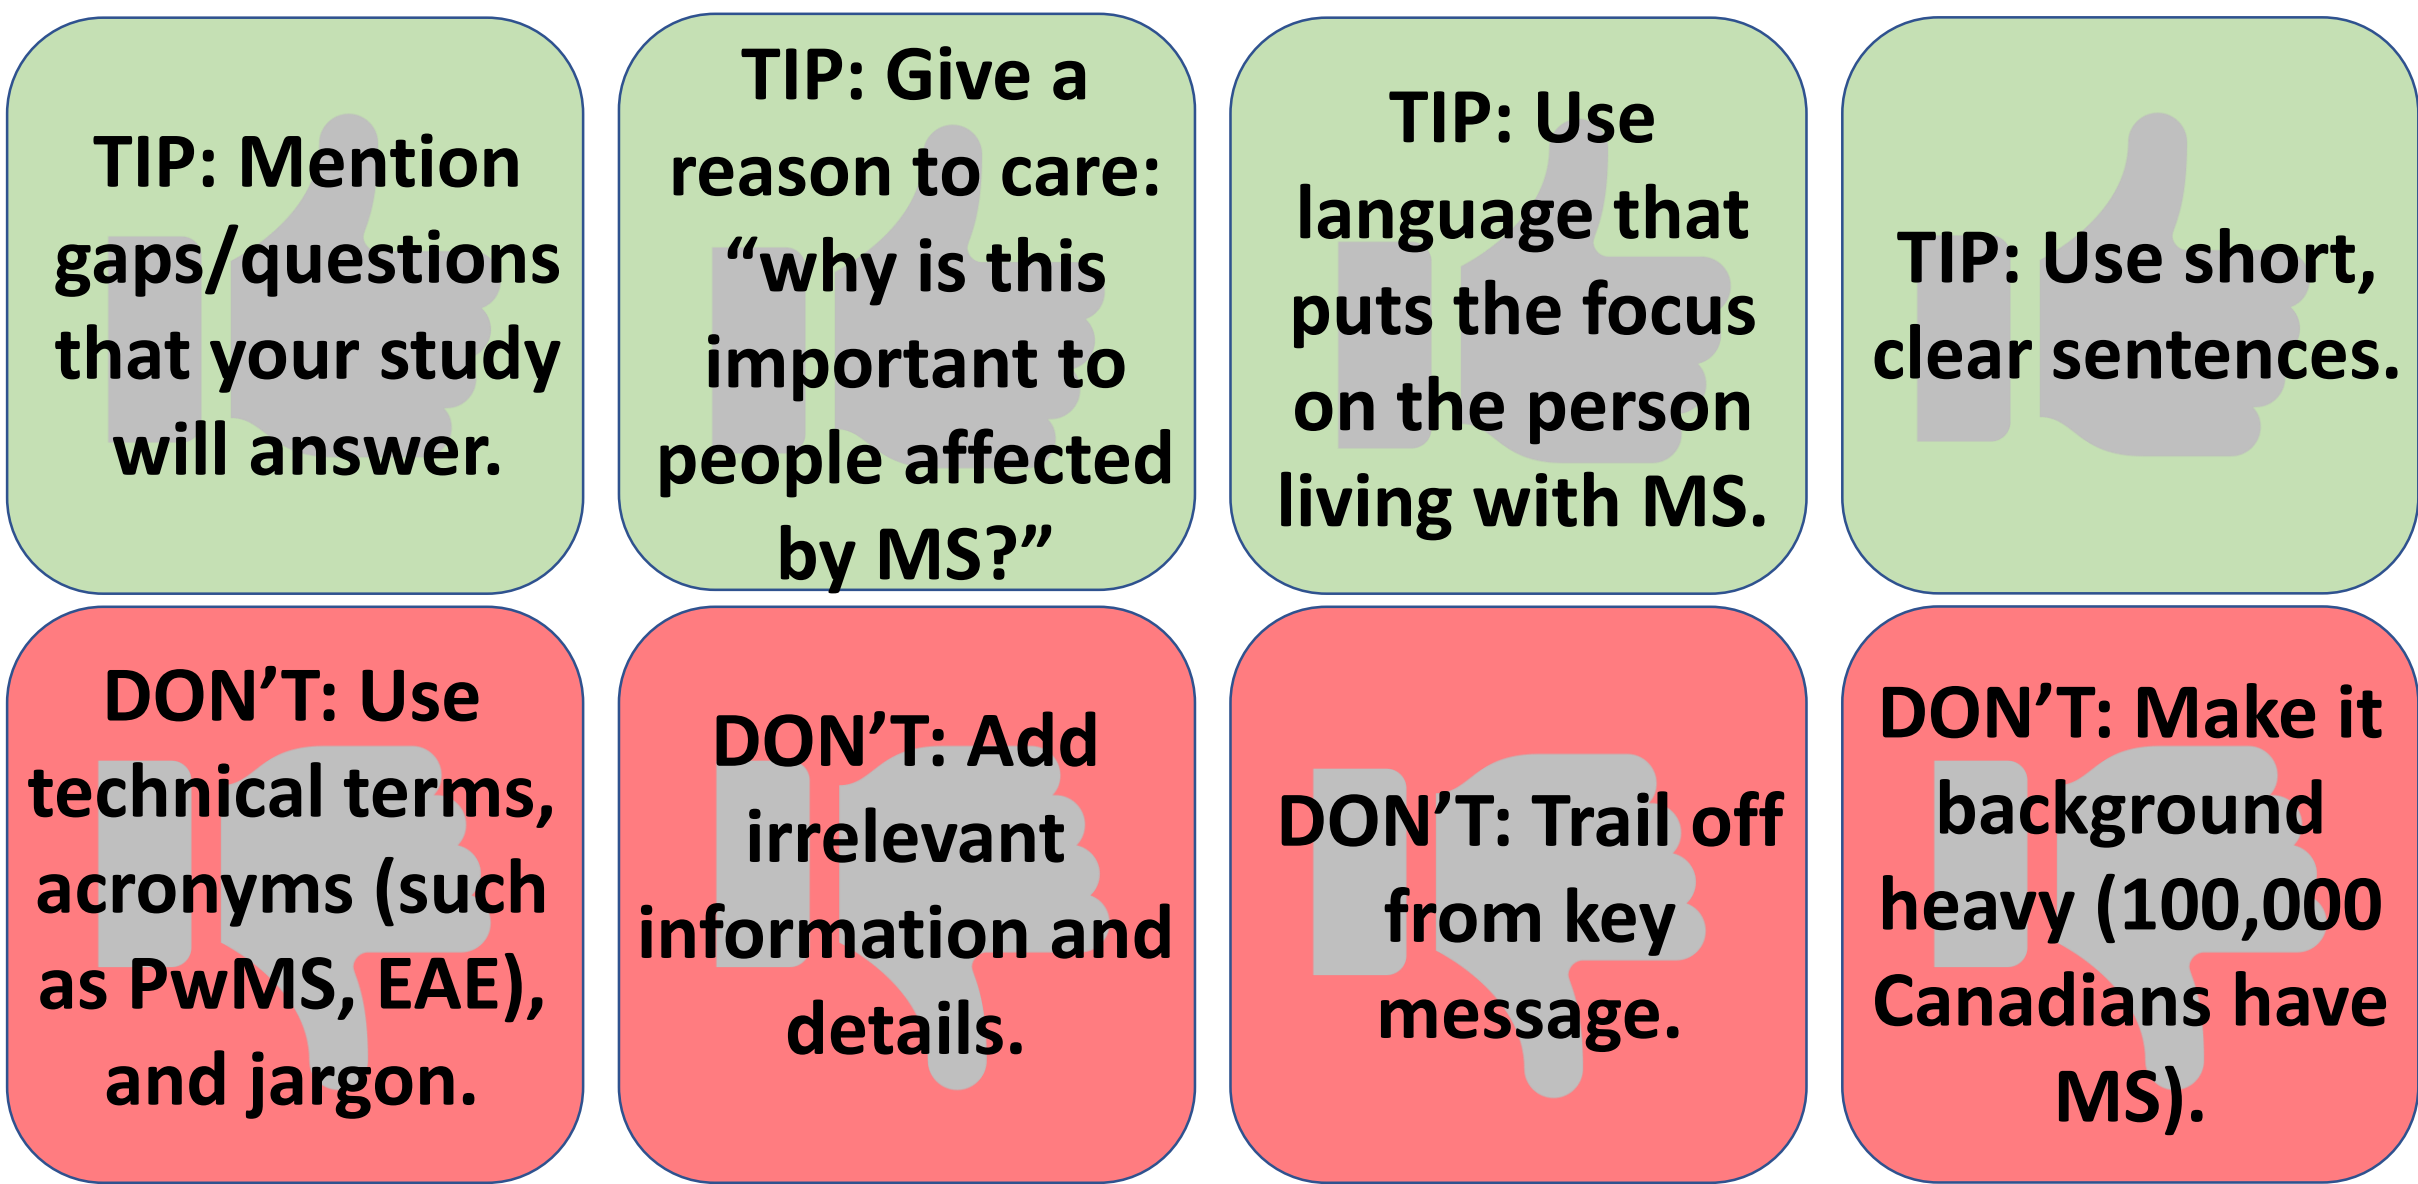 TIP: Mention
gaps/questions
that your study
will answer.
TIP: Give a
reason to care:
“why is this
important to
people affected
by MS?”
TIP: Use
language that
puts the focus
on the person
living with MS.
TIP: Use short,
clear sentences.
DON’T: Use
technical terms,
acronyms (such
as PwMS, EAE),
and jargon.
DON’T: Add
irrelevant
information and
details.
DON’T: Trail off
from key
message.
DON’T: Make it
background
heavy (100,000
Canadians have
MS).